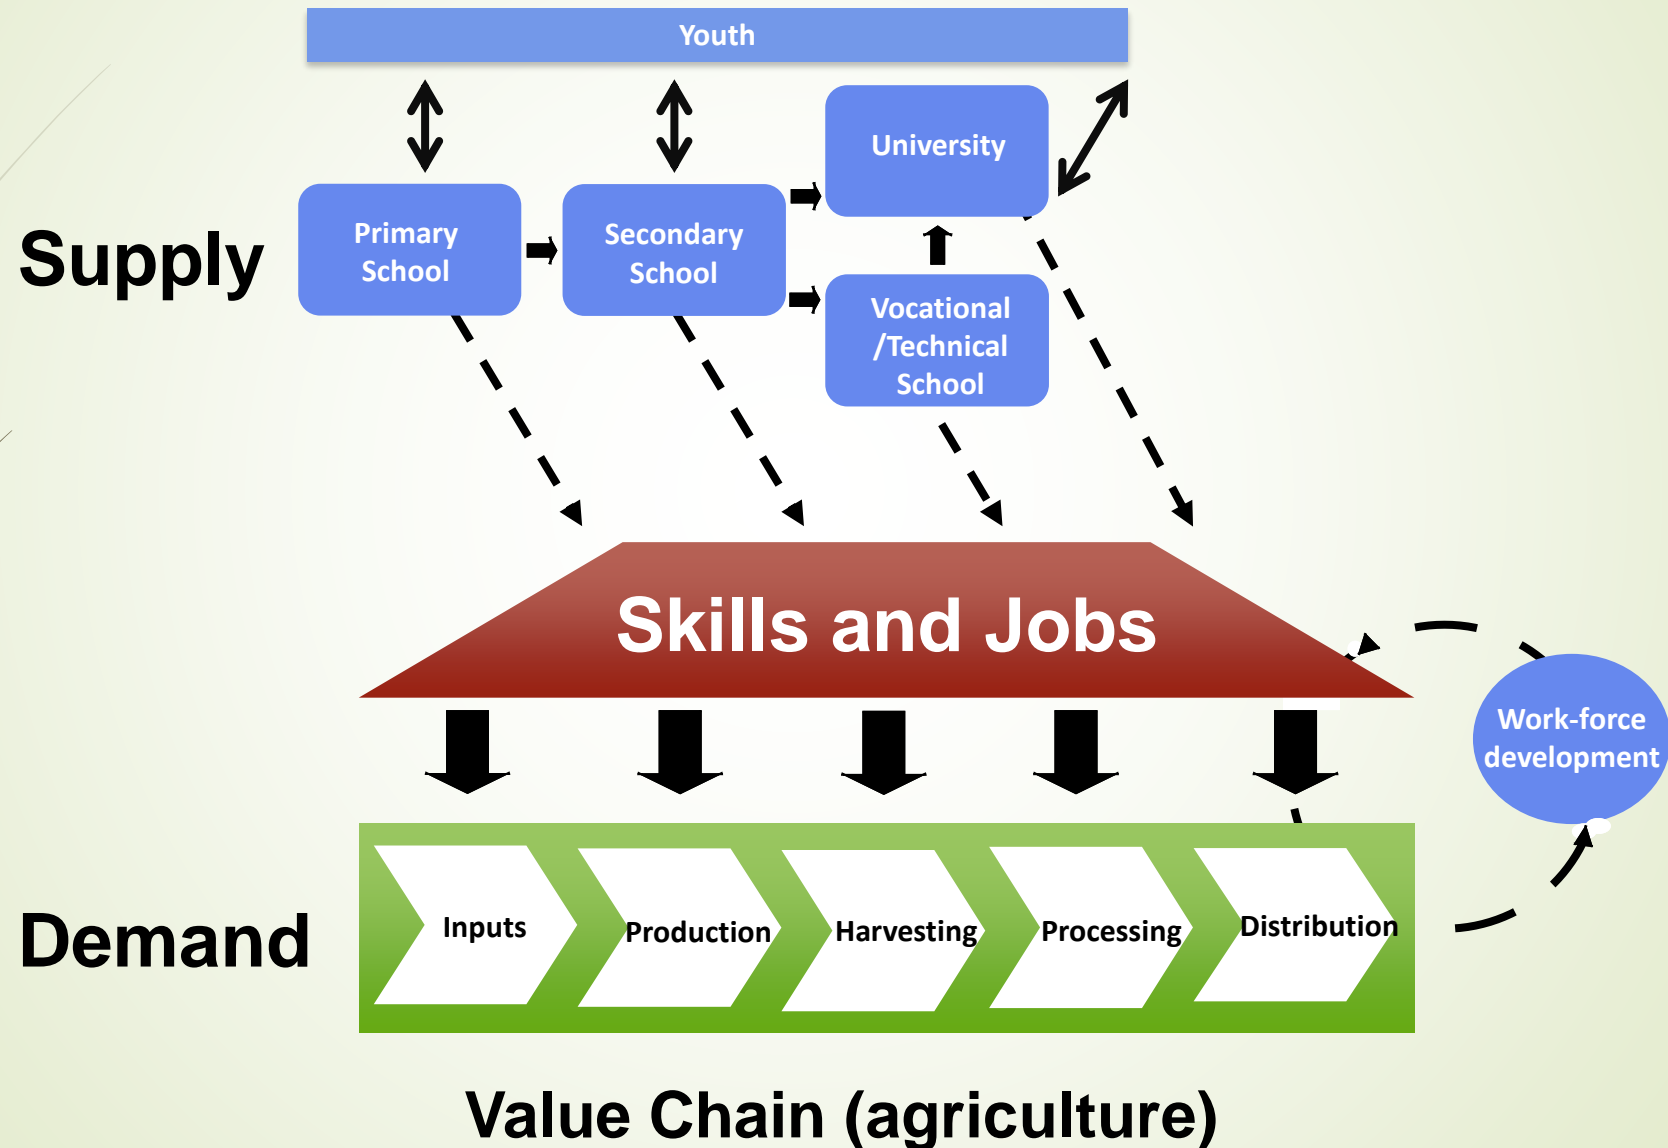 Youth
University
Primary
School
Secondary
School
Supply
Vocational
/Technical
School
Skills and Jobs
Work-force
development
Demand
Inputs
Production
Harvesting
Processing
Distribution
Value Chain (agriculture)